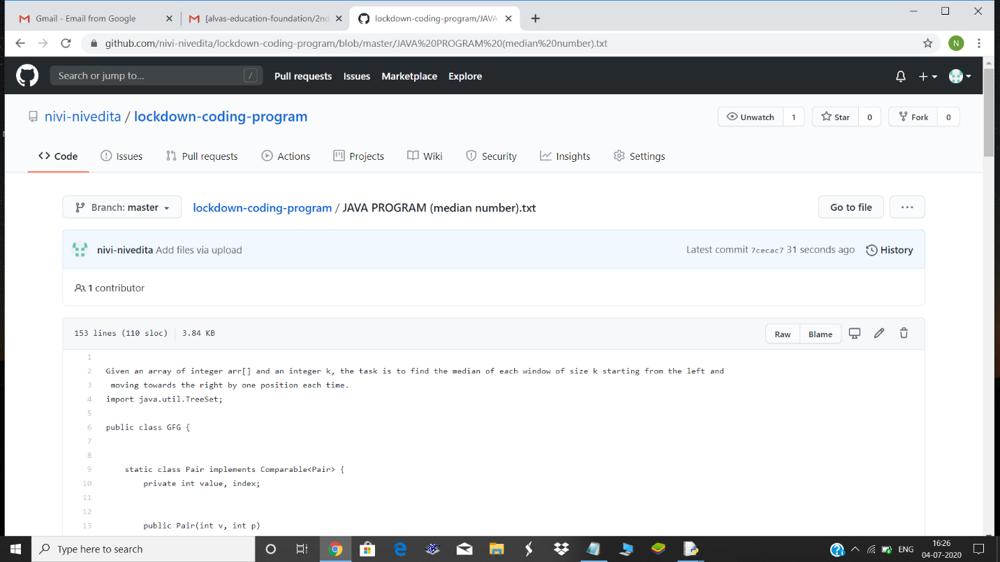 Gmail - Email from Google
[alvas-education-foundation/2nd
lockdown-coding-program/JAVA
github.com/nivi-nivedita/lockdown-coding-program/blob/master/JAVA%20PROGRAM%20(median%20number).txt
N
Search or jump to...
/
Pull requests
Issues
Marketplace
Explore
nivi-nivedita / lockdown-coding-program
Unwatch 1
Star 0
Fork 0
Code
Issues
Pull requests
Actions
Projects
Wiki
Security
Insights
Settings
Branch: master
lockdown-coding-program / JAVA PROGRAM (median number).txt
Go to file
nivi-nivedita Add files via upload
Latest commit 7cecac7 31 seconds ago
History
1 contributor
153 lines (110 sloc)
3.84 KB
Raw
Blame
1
2 Given an array of integer arr[] and an integer k, the task is to find the median of each window of size k starting from the left and
3 moving towards the right by one position each time.
4 import java.util.TreeSet;
5
6 public class GFG {
7
8
9 static class Pair implements Comparable<Pair> {
10 private int value, index;
11
12
13 public Pair(int v, int p)
Type here to search
ENG
16:26
04-07-2020